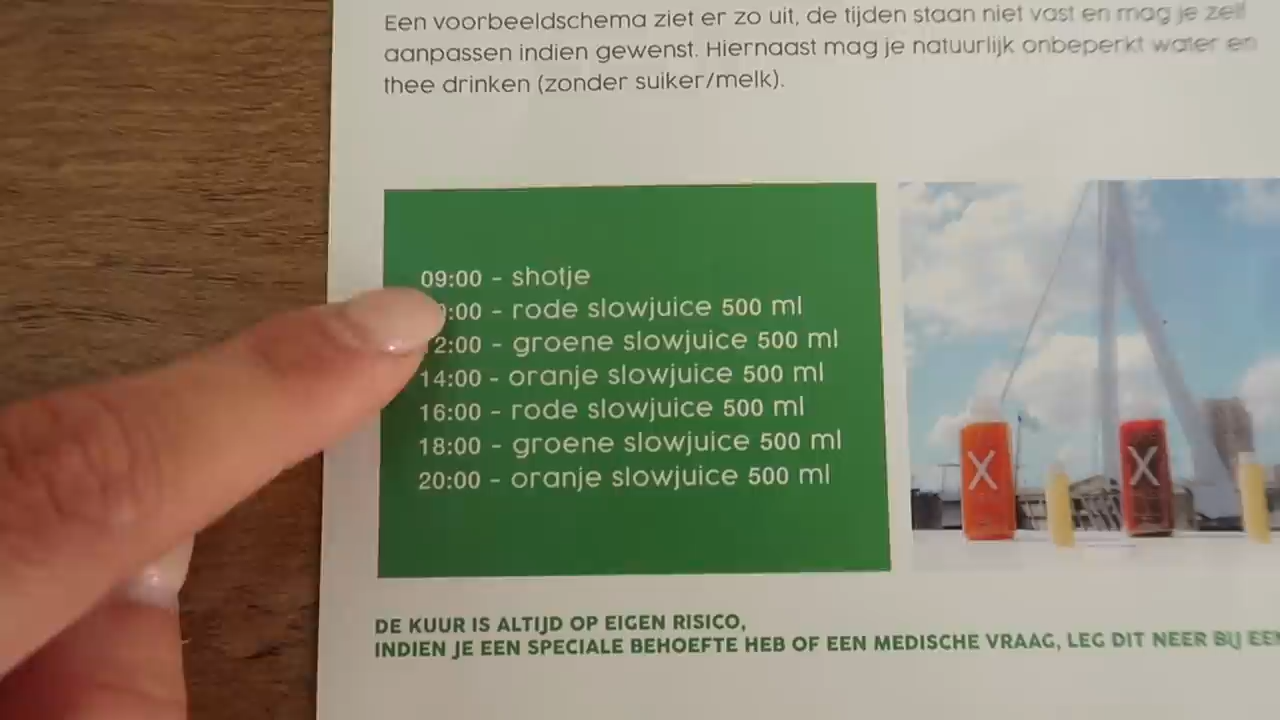 Een voorbeeldschema ziet er zo uit, de tijden staan niet vast en mag je zelf
aanpassen indien gewenst. Hiernaast mag je natuurlijk onbeperkt water en
thee drinken (zonder suiker/melk).
09:00 - shotje
:00 - rode slowjuice 500 ml
2:00 - groene slowjuice 500 ml
14:00 - oranje slowjuice 500 ml
16:00 - rode slowjuice 500 ml
18:00 - groene slowjuice 500 ml
20:00 - oranje slowjuice 500 ml
X X
DE KUUR IS ALTIJD OP EIGEN RISICO,
INDIEN JE EEN SPECIALE BEHOEFTE HEB OF EEN MEDISCHE VRAAG, LEG DIT NEER BIJ